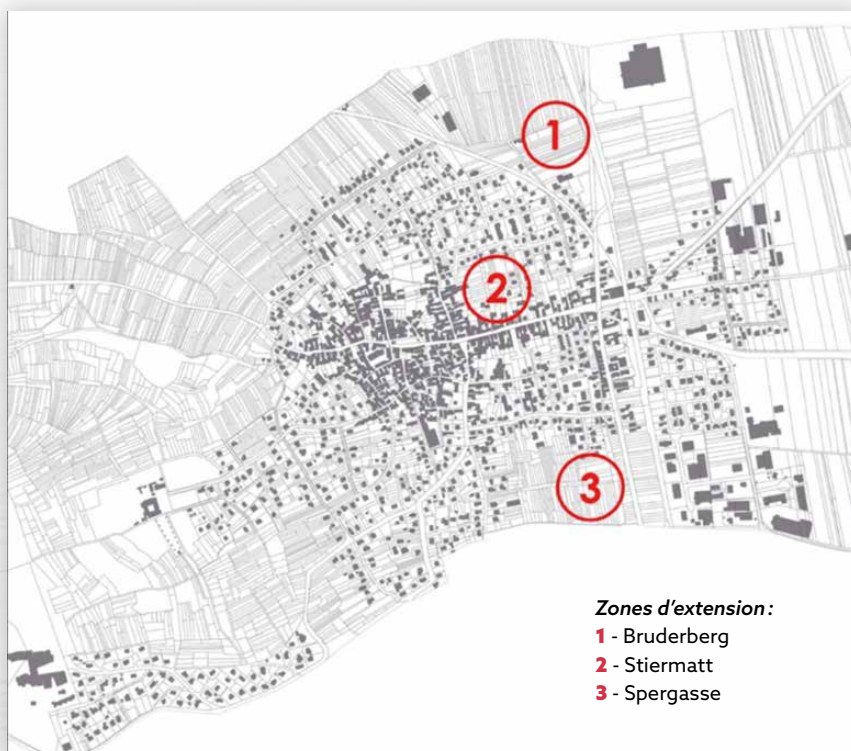 1
2
3
Zones d'extension :
1 - Bruderberg
2 - Stiermatt
3 - Spergasse